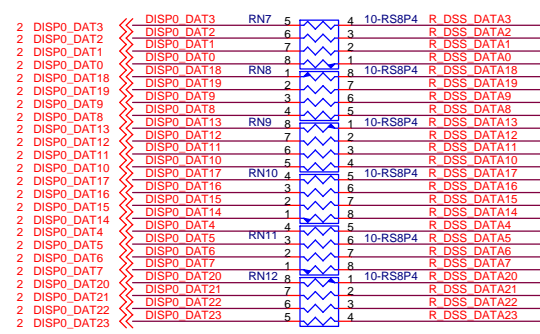 2 DISP0_DAT3 DISP0_DAT3 RN7 5 4 10-RS8P4 R_DSS_DATA3
2 DISP0_DAT2 DISP0_DAT2 6 3 R_DSS_DATA2
2 DISP0_DAT1 DISP0_DAT1 7 2 R_DSS_DATA1
2 DISP0_DAT0 DISP0_DAT0 8 1 R_DSS_DATA0
2 DISP0_DAT18 DISP0_DAT18 RN8 1 8 10-RS8P4 R_DSS_DATA18
2 DISP0_DAT19 DISP0_DAT19 2 7 R_DSS_DATA19
2 DISP0_DAT9 DISP0_DAT9 3 6 R_DSS_DATA9
2 DISP0_DAT8 DISP0_DAT8 4 5 R_DSS_DATA8
2 DISP0_DAT13 DISP0_DAT13 RN9 8 1 10-RS8P4 R_DSS_DATA13
2 DISP0_DAT12 DISP0_DAT12 7 2 R_DSS_DATA12
2 DISP0_DAT11 DISP0_DAT11 6 3 R_DSS_DATA11
2 DISP0_DAT10 DISP0_DAT10 5 4 R_DSS_DATA10
2 DISP0_DAT17 DISP0_DAT17 RN10 4 5 10-RS8P4 R_DSS_DATA17
2 DISP0_DAT16 DISP0_DAT16 3 6 R_DSS_DATA16
2 DISP0_DAT15 DISP0_DAT15 2 7 R_DSS_DATA15
2 DISP0_DAT14 DISP0_DAT14 1 8 R_DSS_DATA14
2 DISP0_DAT4 DISP0_DAT4 4 5 R_DSS_DATA4
2 DISP0_DAT5 DISP0_DAT5 RN11 3 6 10-RS8P4 R_DSS_DATA5
2 DISP0_DAT6 DISP0_DAT6 2 7 R_DSS_DATA6
2 DISP0_DAT7 DISP0_DAT7 1 8 R_DSS_DATA7
2 DISP0_DAT20 DISP0_DAT20 RN12 8 1 10-RS8P4 R_DSS_DATA20
2 DISP0_DAT21 DISP0_DAT21 7 2 R_DSS_DATA21
2 DISP0_DAT22 DISP0_DAT22 6 3 R_DSS_DATA22
2 DISP0_DAT23 DISP0_DAT23 5 4 R_DSS_DATA23